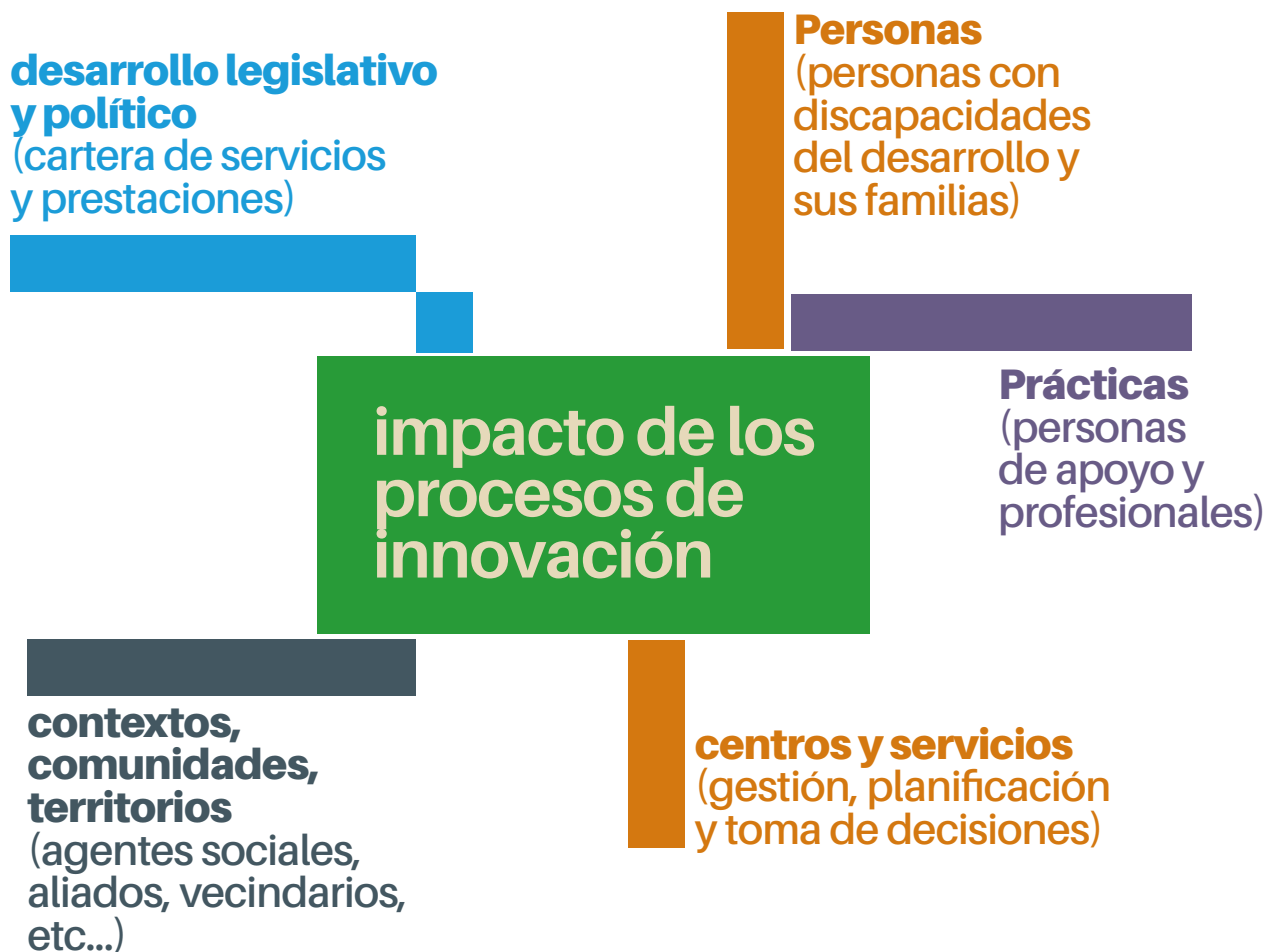 desarrollo legislativo
y político
(cartera de servicios
y prestaciones)
Personas
(personas con
discapacidades
del desarrollo y
sus familias)
Prácticas
(personas
de apoyo y
profesionales)
impacto de los
procesos de
innovación
contextos,
comunidades,
territorios
(agentes sociales,
aliados, vecindarios,
etc...)
centros y servicios
(gestión, planificación
y toma de decisiones)